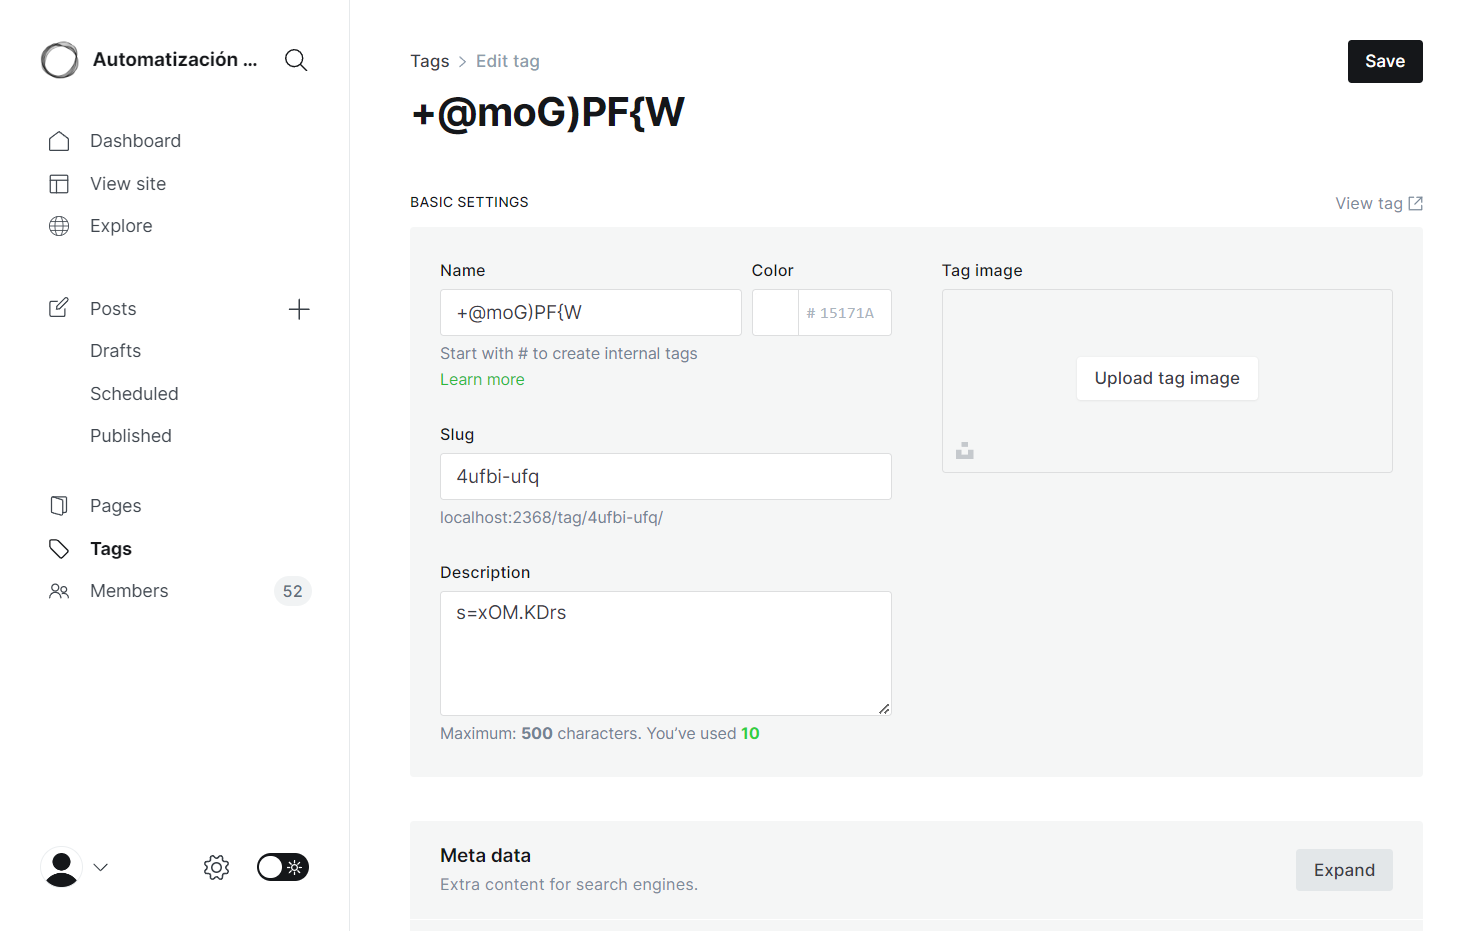 Automatización ...
Dashboard
View site
Explore
Posts
Drafts
Scheduled
Published
Pages
Tags
Members 52
Tags > Edit tag
Save
+@moG)PF{W
BASIC SETTINGS
View tag
Name
+@moG)PF{W
Start with # to create internal tags
Learn more
Color
# 15171A
Slug
4ufbi-ufq
localhost:2368/tag/4ufbi-ufq/
Description
s=xOM.KDrs
Maximum: 500 characters. You’ve used 10
Tag image
Upload tag image
Meta data
Extra content for search engines.
Expand